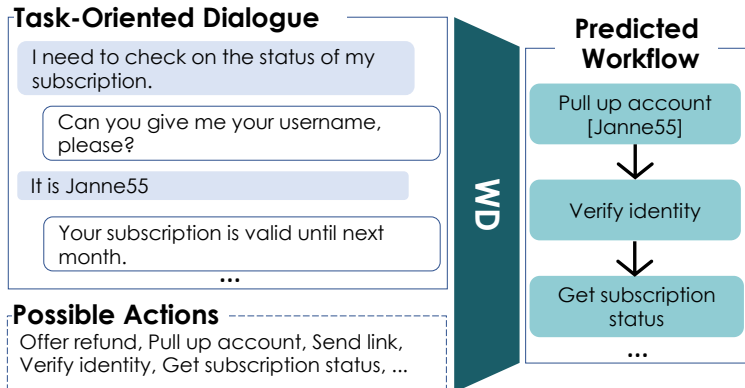 Task-Oriented Dialogue
I need to check on the status of my
subscription.
Can you give me your username,
please?
It is Janne55
Your subscription is valid until next
month.
...
Possible Actions
Offer refund, Pull up account, Send link,
Verify identity, Get subscription status, ...
WD
Predicted
Workflow
Pull up account
[Janne55]
Verify identity
Get subscription
status
...